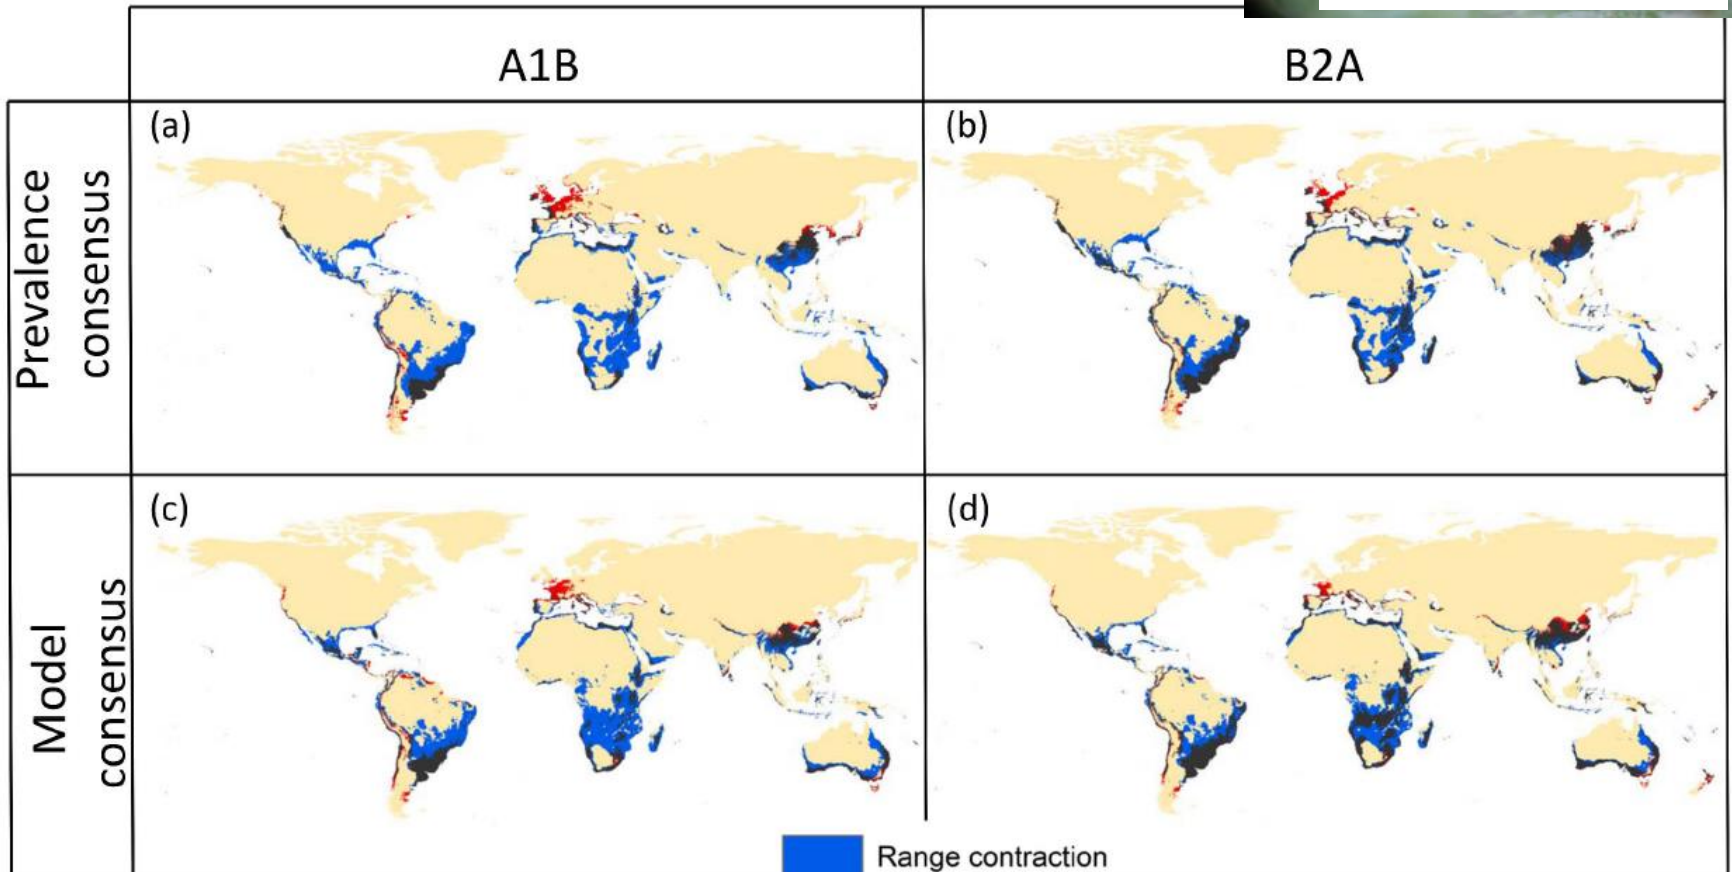 A1B
B2A
Prevalence
consensus
(a)
(b)
Model
consensus
(c)
(d)
Range contraction